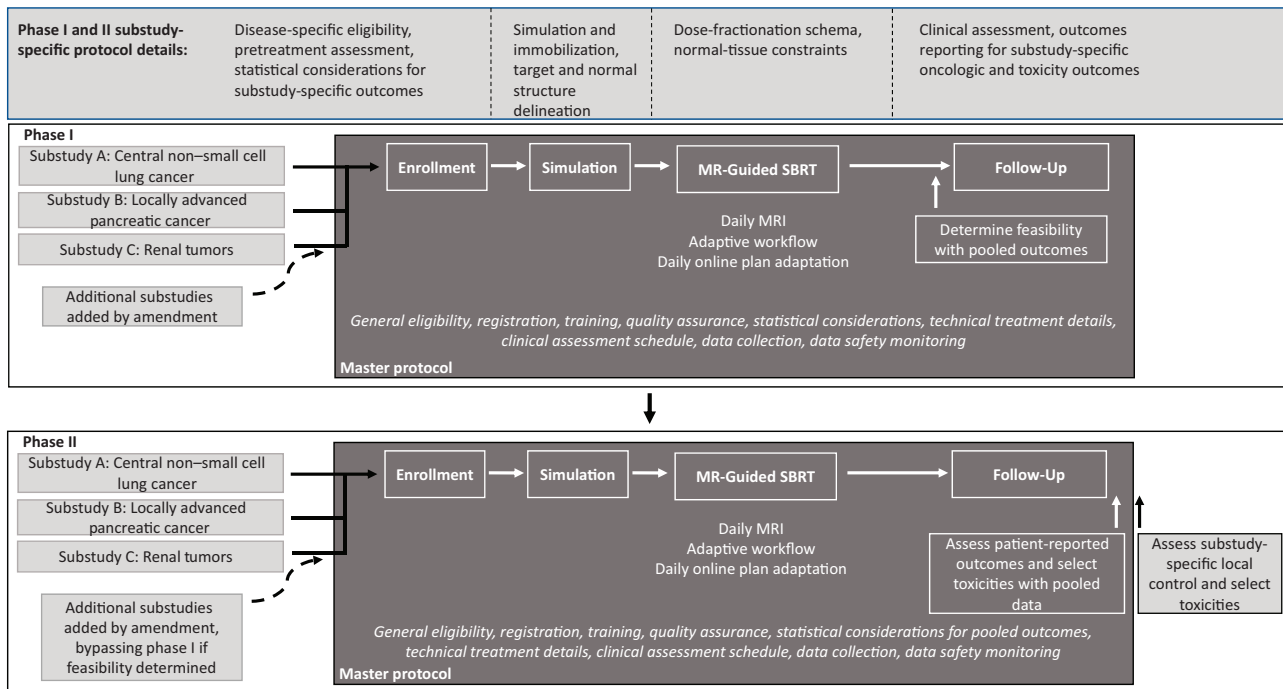 Phase I and II substudy-
specific protocol details:
Disease-specific eligibility,
pretreatment assessment,
statistical considerations for
substudy-specific outcomes
Simulation and
immobilization,
target and normal
structure
delineation
Dose-fractionation schema,
normal-tissue constraints
Clinical assessment, outcomes
reporting for substudy-specific
oncologic and toxicity outcomes
Phase I
Substudy A: Central non–small cell
lung cancer
Substudy B: Locally advanced
pancreatic cancer
Substudy C: Renal tumors
Additional substudies
added by amendment
Enrollment
Simulation
MR-Guided SBRT
Follow-Up
Daily MRI
Adaptive workflow
Daily online plan adaptation
Determine feasibility
with pooled outcomes
General eligibility, registration, training, quality assurance, statistical considerations, technical treatment details,
clinical assessment schedule, data collection, data safety monitoring
Master protocol
Phase II
Substudy A: Central non–small cell
lung cancer
Substudy B: Locally advanced
pancreatic cancer
Substudy C: Renal tumors
Additional substudies
added by amendment,
bypassing phase I if
feasibility determined
Enrollment
Simulation
MR-Guided SBRT
Follow-Up
Daily MRI
Adaptive workflow
Daily online plan adaptation
Assess patient-reported
outcomes and select
toxicities with pooled
data
Assess substudy-
specific local
control and select
toxicities
General eligibility, registration, training, quality assurance, statistical considerations for pooled outcomes,
technical treatment details, clinical assessment schedule, data collection, data safety monitoring
Master protocol